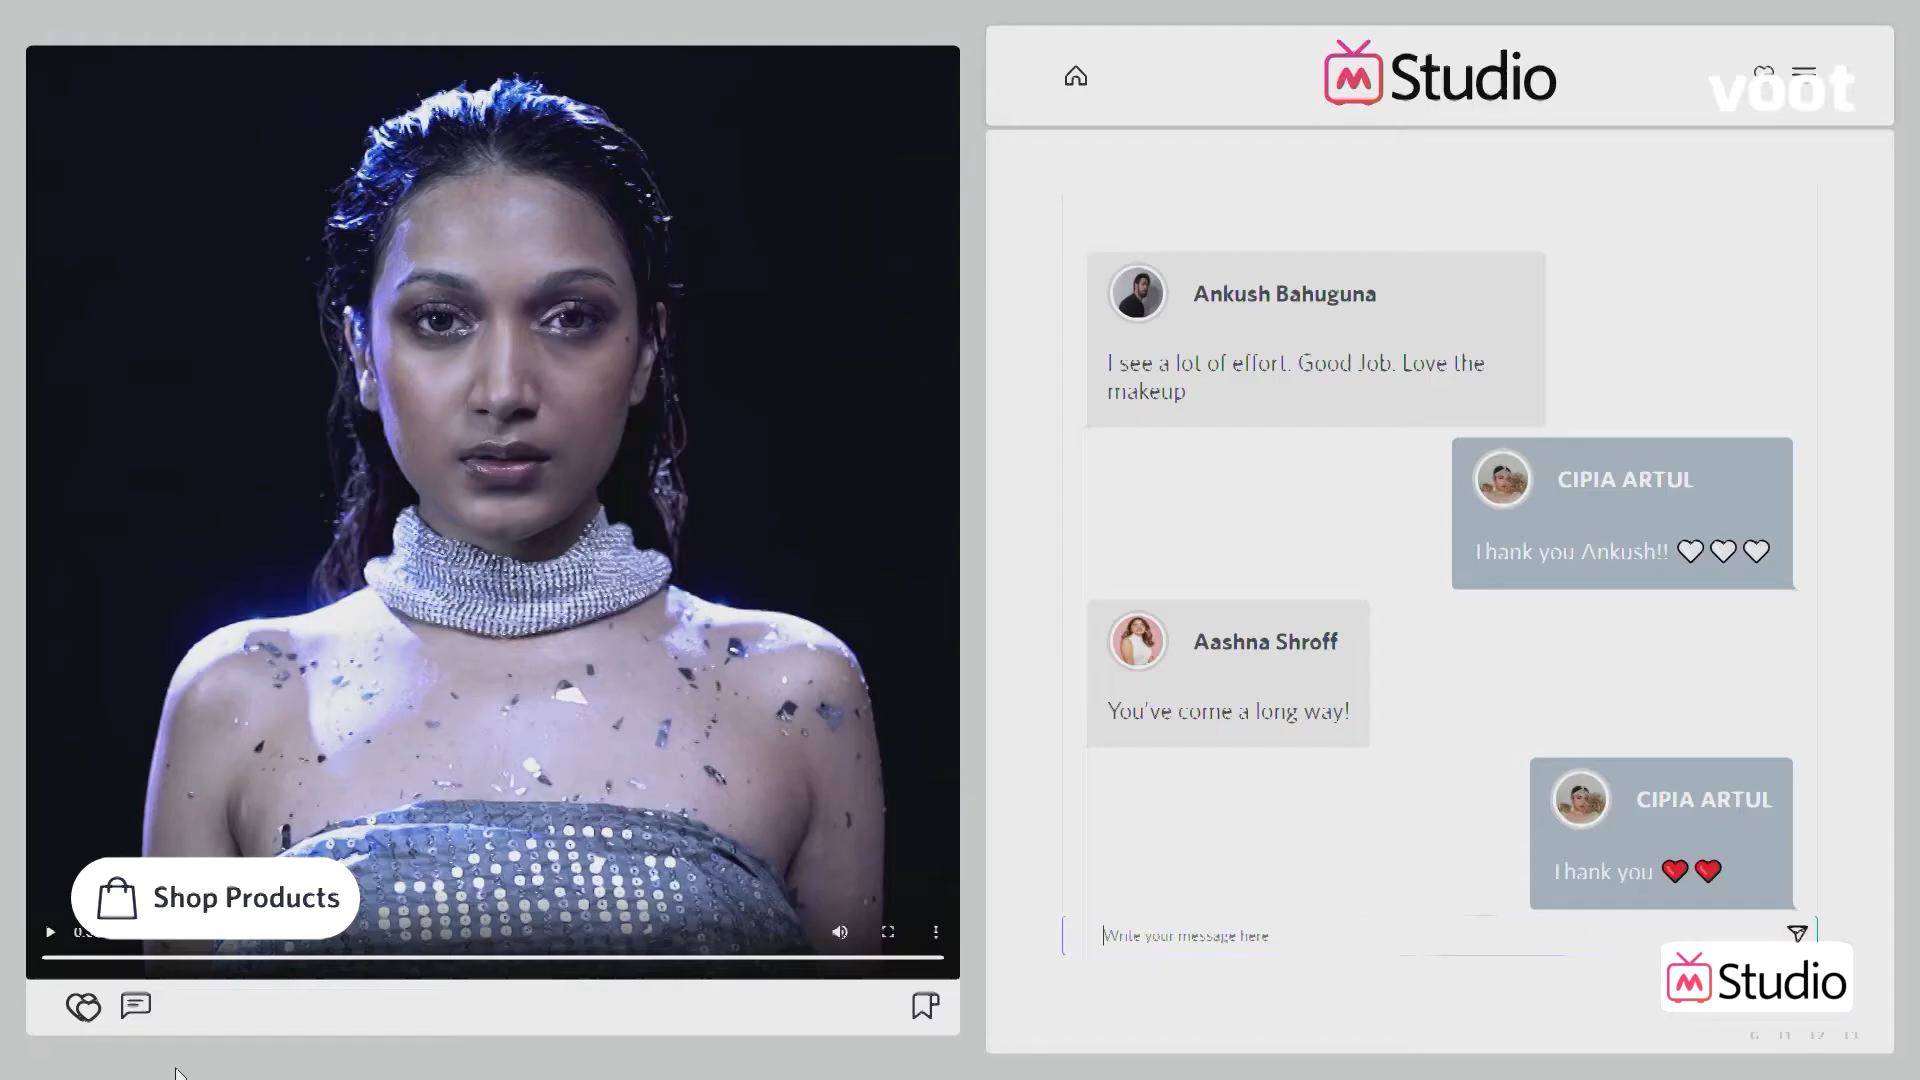 Studio
voot
Ankush Bahuguna
I see a lot of effort. Good Job. Love the
makeup
CIPIA ARTUL
Thank you Ankush!!
Aashna Shroff
You've come a long way!
CIPIA ARTUL
Thank you
Shop Products
Write your message here
Studio